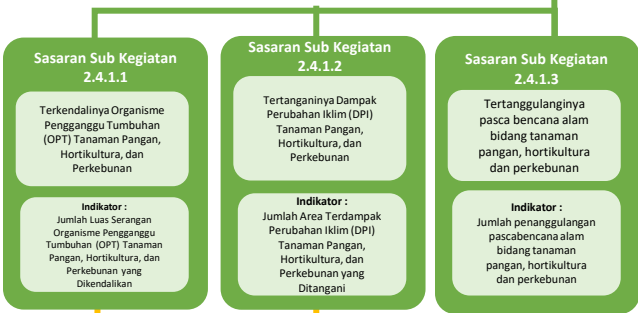 Sasaran Sub Kegiatan
2.4.1.1
Terkendalinya Organisme
Pengganggu Tumbuhan
(OPT) Tanaman Pangan,
Hortikultura, dan
Perkebunan
Indikator :
Jumlah Luas Serangan
Organisme Pengganggu
Tumbuhan (OPT) Tanaman
Pangan, Hortikultura, dan
Perkebunan yang
Dikendalikan
Sasaran Sub Kegiatan
2.4.1.2
Tertanganinya Dampak
Perubahan Iklim (DPI)
Tanaman Pangan,
Hortikultura, dan
Perkebunan
Indikator :
Jumlah Area Terdampak
Perubahan Iklim (DPI)
Tanaman Pangan,
Hortikultura, dan
Perkebunan yang
Ditangani
Sasaran Sub Kegiatan
2.4.1.3
Tertanggulanginya
pasca bencana alam
bidang tanaman
pangan, hortikultura
dan perkebunan
Indikator :
Jumlah penanggulangan
pascabencana alam
bidang tanaman
pangan, hortikultura
dan perkebunan